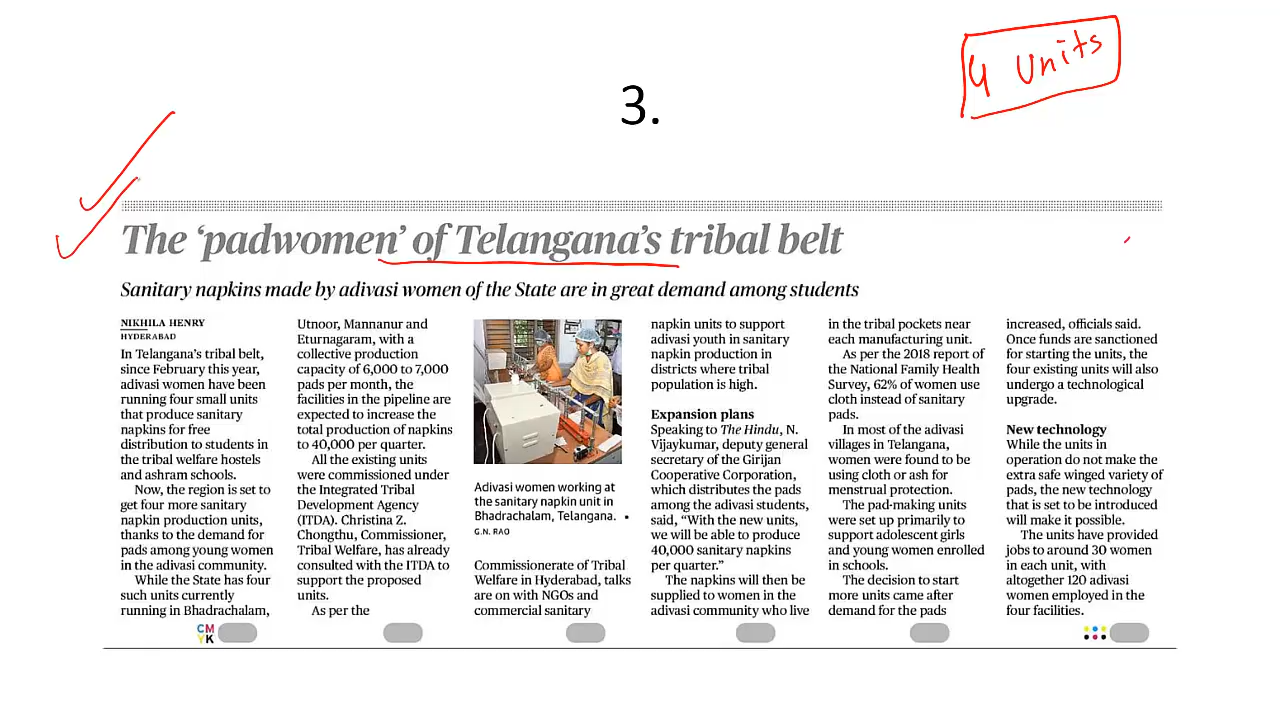 4 Units
3.
The ‘padwomen’ of Telangana’s tribal belt
Sanitary napkins made by adivasi women of the State are in great demand among students
NIKHILA HENRY
HYDERABAD
In Telangana’s tribal belt,
since February this year,
adivasi women have been
running four small units
that produce sanitary
napkins for free
distribution to students in
the tribal welfare hostels
and ashram schools.
Now, the region is set to
get four more sanitary
napkin production units,
thanks to the demand for
pads among young women
in the adivasi community.
While the State has four
such units currently
running in Bhadrachalam,
Utnoor, Mannanur and
Eturnagaram, with a
collective production
capacity of 6,000 to 7,000
pads per month, the
facilities in the pipeline are
expected to increase the
total production of napkins
to 40,000 per quarter.
All the existing units
were commissioned under
the Integrated Tribal
Development Agency
(ITDA). Christina Z.
Chongthu, Commissioner,
Tribal Welfare, has already
consulted with the ITDA to
support the proposed
units.
As per the
Adivasi women working at
the sanitary napkin unit in
Bhadrachalam, Telangana. •
G.N. RAO
Commissionerate of Tribal
Welfare in Hyderabad, talks
are on with NGOs and
commercial sanitary
napkin units to support
adivasi youth in sanitary
napkin production in
districts where tribal
population is high.
Expansion plans
Speaking to The Hindu, N.
Vijaykumar, deputy general
secretary of the Girijan
Cooperative Corporation,
which distributes the pads
among the adivasi students,
said, “With the new units,
we will be able to produce
40,000 sanitary napkins
per quarter.”
The napkins will then be
supplied to women in the
adivasi community who live
in the tribal pockets near
each manufacturing unit.
As per the 2018 report of
the National Family Health
Survey, 62% of women use
cloth instead of sanitary
pads.
In most of the adivasi
villages in Telangana,
women were found to be
using cloth or ash for
menstrual protection.
The pad-making units
were set up primarily to
support adolescent girls
and young women enrolled
in schools.
The decision to start
more units came after
demand for the pads
increased, officials said.
Once funds are sanctioned
for starting the units, the
four existing units will also
undergo a technological
upgrade.
New technology
While the units in
operation do not make the
extra safe winged variety of
pads, the new technology
that is set to be introduced
will make it possible.
The units have provided
jobs to around 30 women
in each unit, with
altogether 120 adivasi
women employed in the
four facilities.
CM
YK